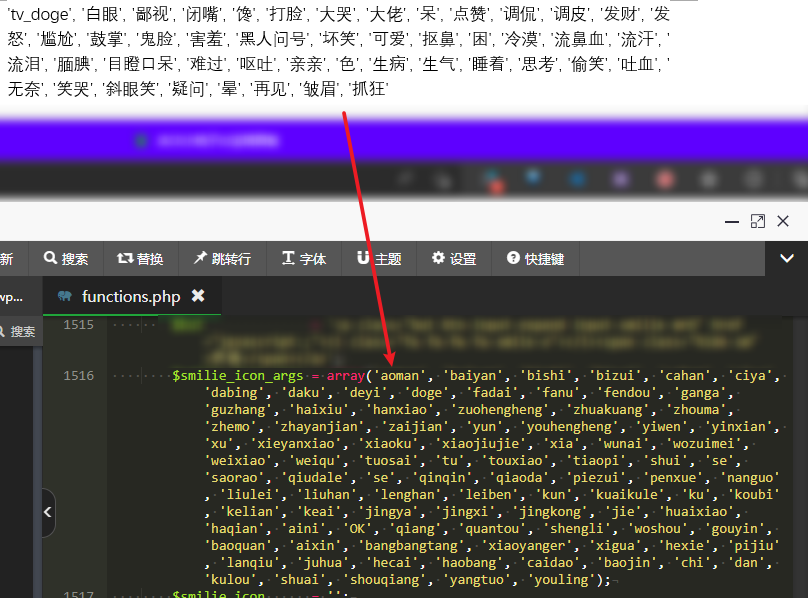 'tv_doge', '白眼', '鄙视', '闭嘴', '馋', '打脸', '大哭', '大佬', '呆', '点赞', '调侃', '调皮', '发财', '发
怒', '尴尬', '鼓掌', '鬼脸', '害羞', '黑人问号', '坏笑', '可爱', '抠鼻', '困', '冷漠', '流鼻血', '流汗', '
流泪', '腼腆', '目瞪口呆', '难过', '呕吐', '亲亲', '色', '生病', '生气', '睡着', '思考', '偷笑', '吐血', '
无奈', '笑哭', '斜眼笑', '疑问', '晕', '再见', '皱眉', '抓狂'
新 搜索 替换 跳转行 字体 主题 设置 快捷键
wp... functions.php
搜索
1515
1516 $smilie_icon_args = array('aoman', 'baiyan', 'bishi', 'bizui', 'cahan', 'ciya',
'dabing', 'daku', 'deyi', 'doge', 'fadai', 'fanu', 'fendou', 'ganga',
'guzhang', 'haixiu', 'hanxiao', 'zuohengheng', 'zhuakuang', 'zhouma',
'zhemo', 'zhayanjian', 'zaijian', 'yun', 'youhengheng', 'yiwen', 'yinxian',
'xu', 'xieyanxiao', 'xiaoku', 'xiaojiujie', 'xia', 'wunai', 'wozuimei',
'weixiao', 'weiqu', 'tuosai', 'tu', 'touxiao', 'tiaopi', 'shui', 'se',
'saorao', 'qiudale', 'se', 'qinqin', 'qiaoda', 'piezui', 'penxue', 'nanguo'
, 'liulei', 'liuhan', 'lenghan', 'leiben', 'kun', 'kuaikule', 'ku', 'koubi'
, 'kelian', 'keai', 'jingya', 'jingxi', 'jingkong', 'jie', 'huaixiao',
'haqian', 'aini', 'OK', 'qiang', 'quantou', 'shengli', 'woshou', 'gouyin',
'baoquan', 'aixin', 'bangbangtang', 'xiaoyanger', 'xigua', 'hexie', 'pijiu'
, 'lanqiu', 'juhua', 'hecai', 'haobang', 'caidao', 'baojin', 'chi', 'dan',
'kulou', 'shuai', 'shouqiang', 'yangtuo', 'youling');
1517 $smilie_icon = '';